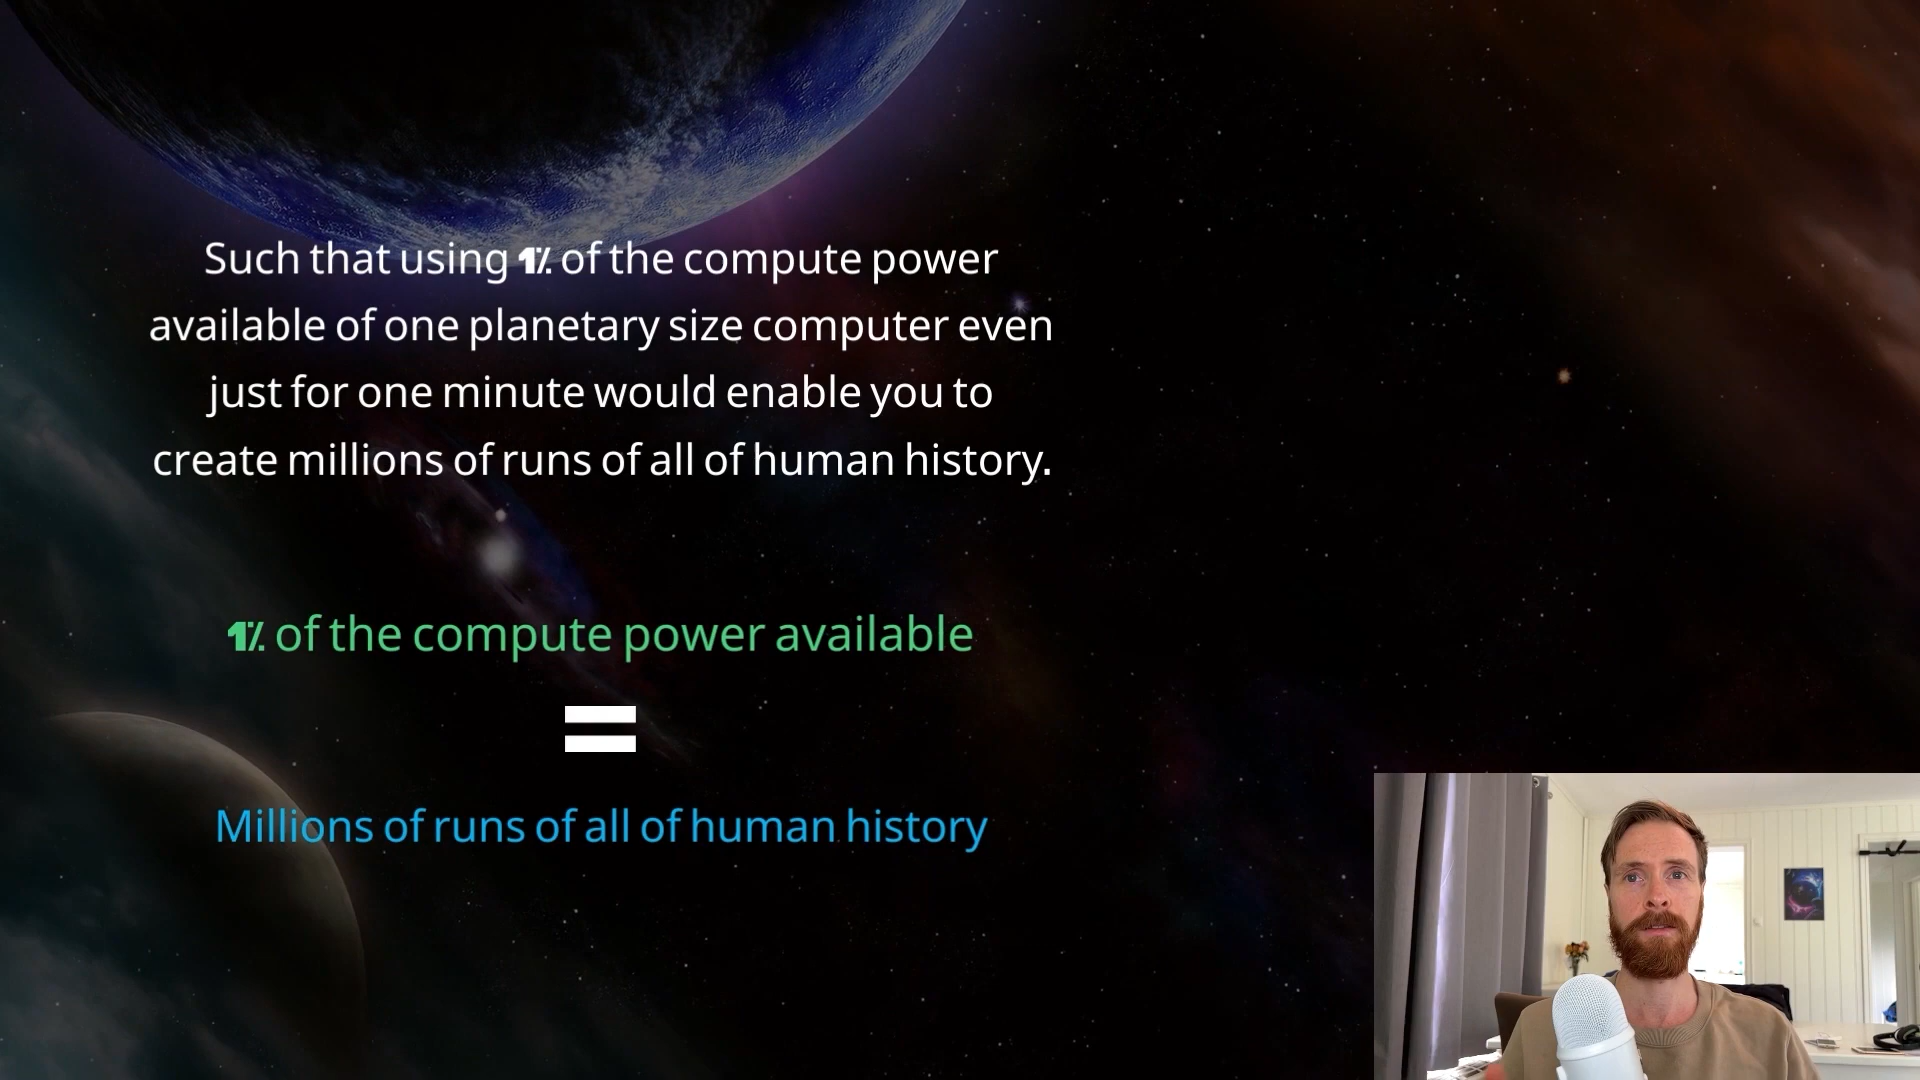 Such that using 1% of the compute power
available of one planetary size computer even
just for one minute would enable you to
create millions of runs of all of human history.
1% of the compute power available
=
Millions of runs of all of human history